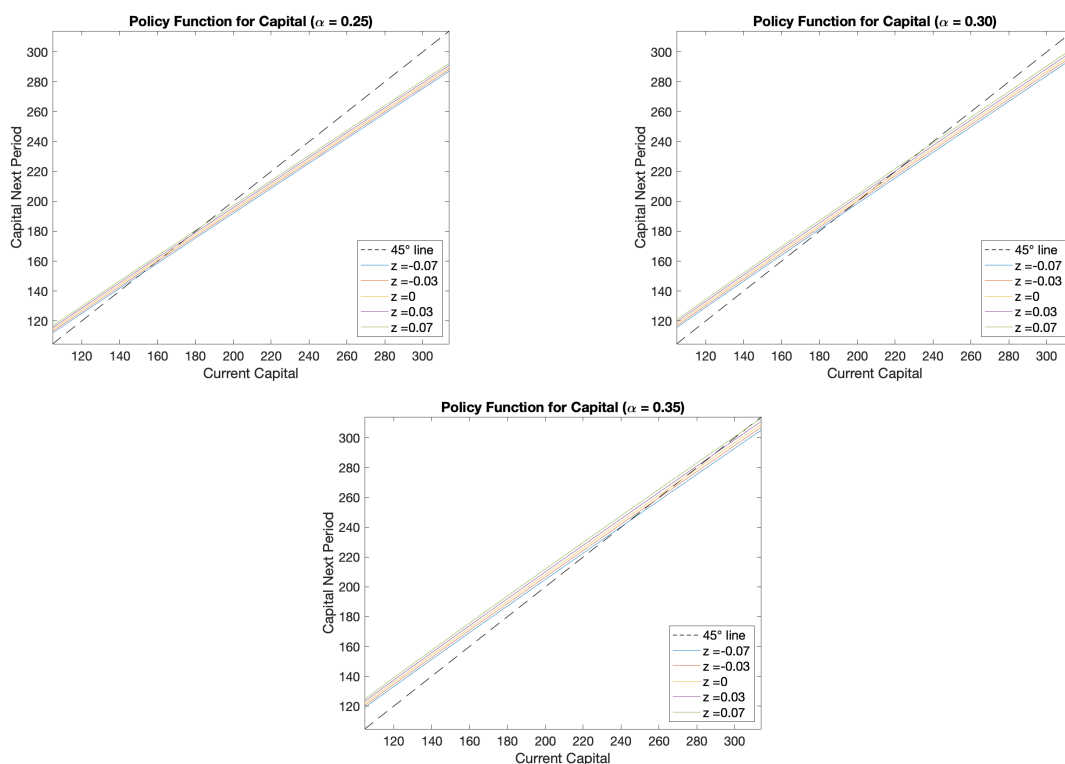 Policy Function for Capital (α = 0.25)
300
280
260
240
220
200
180
160
140
120
Capital Next Period
120 140 160 180 200 220 240 260 280 300
Current Capital
45° line
z =-0.07
z =-0.03
z =0
z =0.03
z =0.07
Policy Function for Capital (α = 0.30)
300
280
260
240
220
200
180
160
140
120
Capital Next Period
120 140 160 180 200 220 240 260 280 300
Current Capital
45° line
z =-0.07
z =-0.03
z =0
z =0.03
z =0.07
Policy Function for Capital (α = 0.35)
300
280
260
240
220
200
180
160
140
120
Capital Next Period
120 140 160 180 200 220 240 260 280 300
Current Capital
45° line
z =-0.07
z =-0.03
z =0
z =0.03
z =0.07